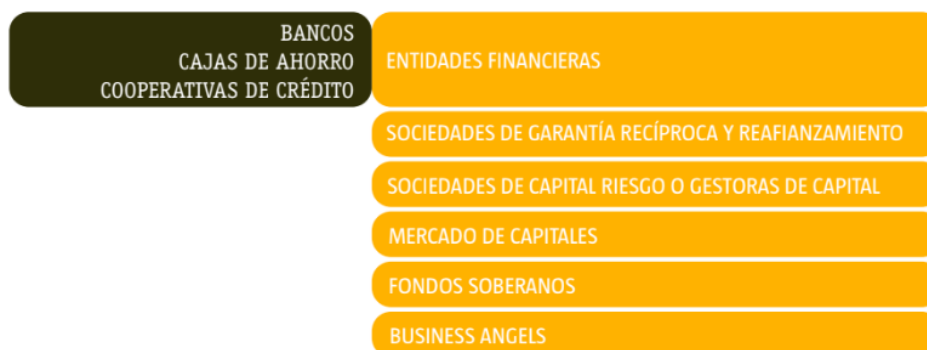 BANCOS
CAJAS DE AHORRO
COOPERATIVAS DE CRÉDITO
ENTIDADES FINANCIERAS
SOCIEDADES DE GARANTÍA RECÍPROCA Y REAFIANZAMIENTO
SOCIEDADES DE CAPITAL RIESGO O GESTORAS DE CAPITAL
MERCADO DE CAPITALES
FONDOS SOBERANOS
BUSINESS ANGELS